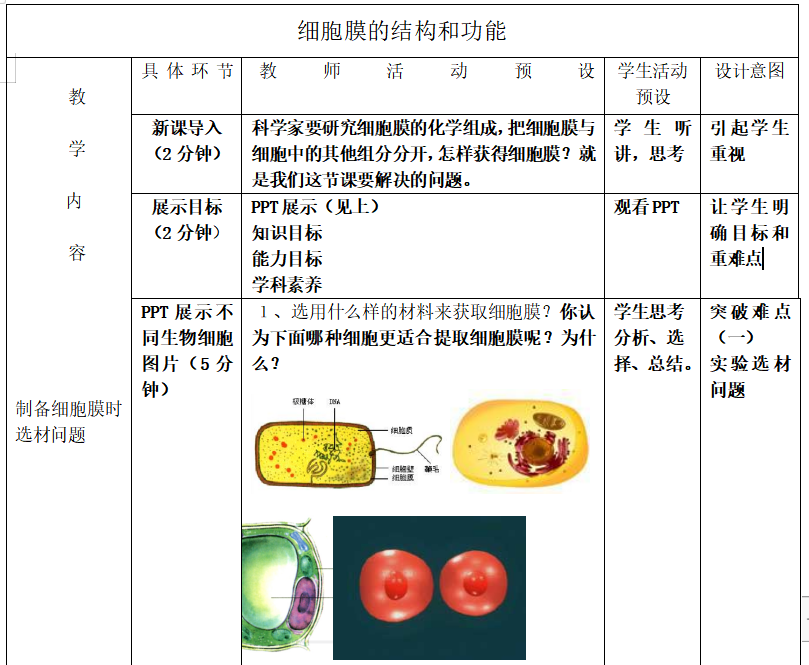 细胞膜的结构和功能
教
学
内
容
具体环节
教师活动预设
学生活动
预设
设计意图
新课导入
（2分钟）
科学家要研究细胞膜的化学组成，把细胞膜与
细胞中的其他组分分开，怎样获得细胞膜？就
是我们这节课要解决的问题。
学生听
讲，思考
引起学生
重视
展示目标
（2分钟）
PPT展示（见上）
知识目标
能力目标
学科素养
观看PPT
让学生明
确目标和
重难点
制备细胞膜时
选材问题
PPT展示不
同生物细胞
图片（5分
钟）
1、选用什么样的材料来获取细胞膜？你认
为下面哪种细胞更适合提取细胞膜呢？为什
么？
学生思考
分析、选
择、总结。
突破难点
（一）
实验选材
问题
核糖体
DNA
细胞质
细胞壁
细胞膜
鞭毛